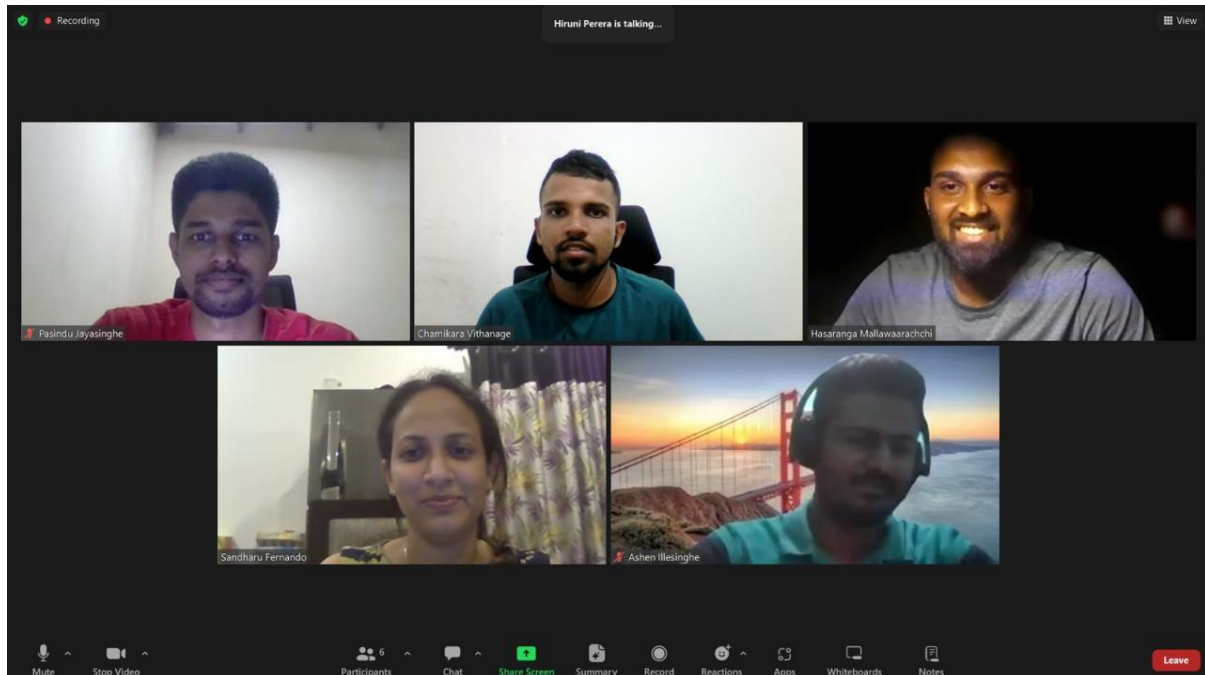 Recording
Hiruni Perera is talking...
View
Pasindu Jayasinghe
Chamikara Vithanage
Hasaranga Mallawaarachchi
Sandharu Fernando
Ashen Illesinghe
Mute
Stop Video
6
Participants
Chat
Share Screen
Summary
Record
Reactions
Apps
Whiteboards
Notes
Leave